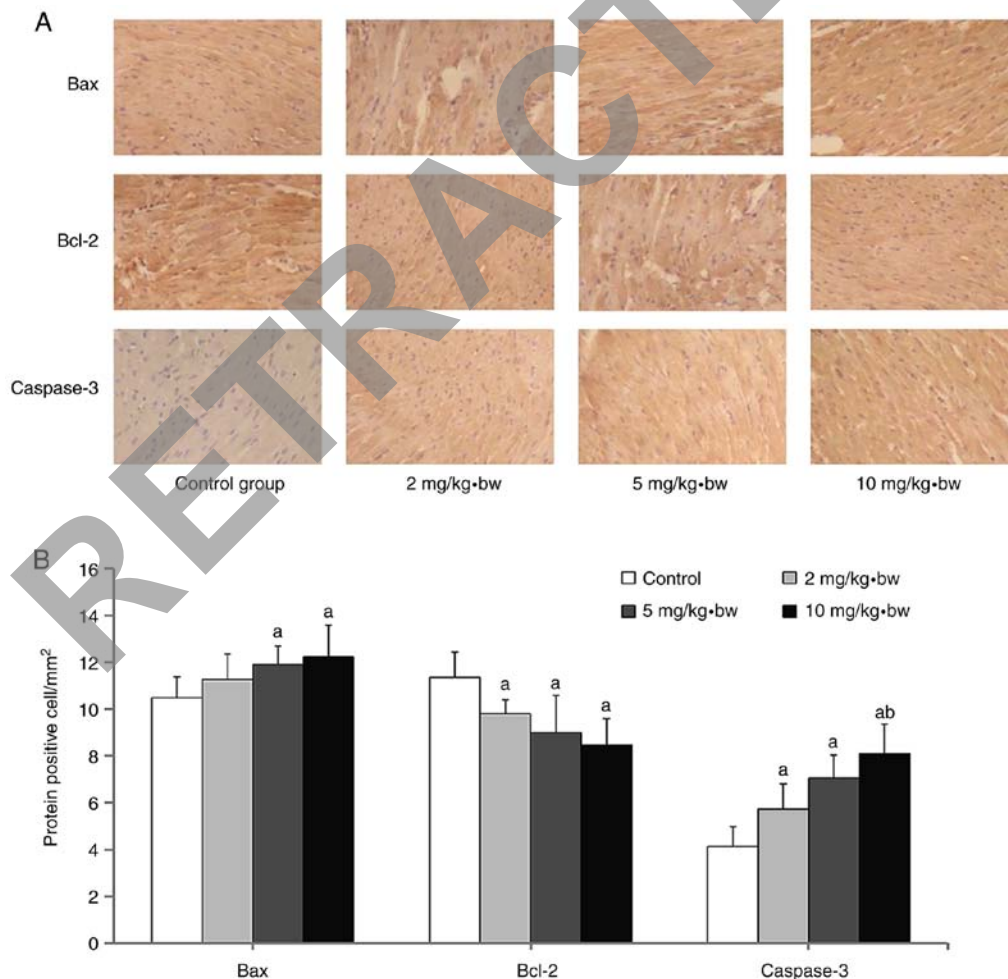 A
Bax
Bcl-2
Caspase-3
Control group 2 mg/kg•bw 5 mg/kg•bw 10 mg/kg•bw
RETRACT
B
Control 2 mg/kg•bw
5 mg/kg•bw 10 mg/kg•bw
Protein positive cell/mm²
16
14
12
10
8
6
4
2
0
a a
a a a
a a ab
Bax Bcl-2 Caspase-3